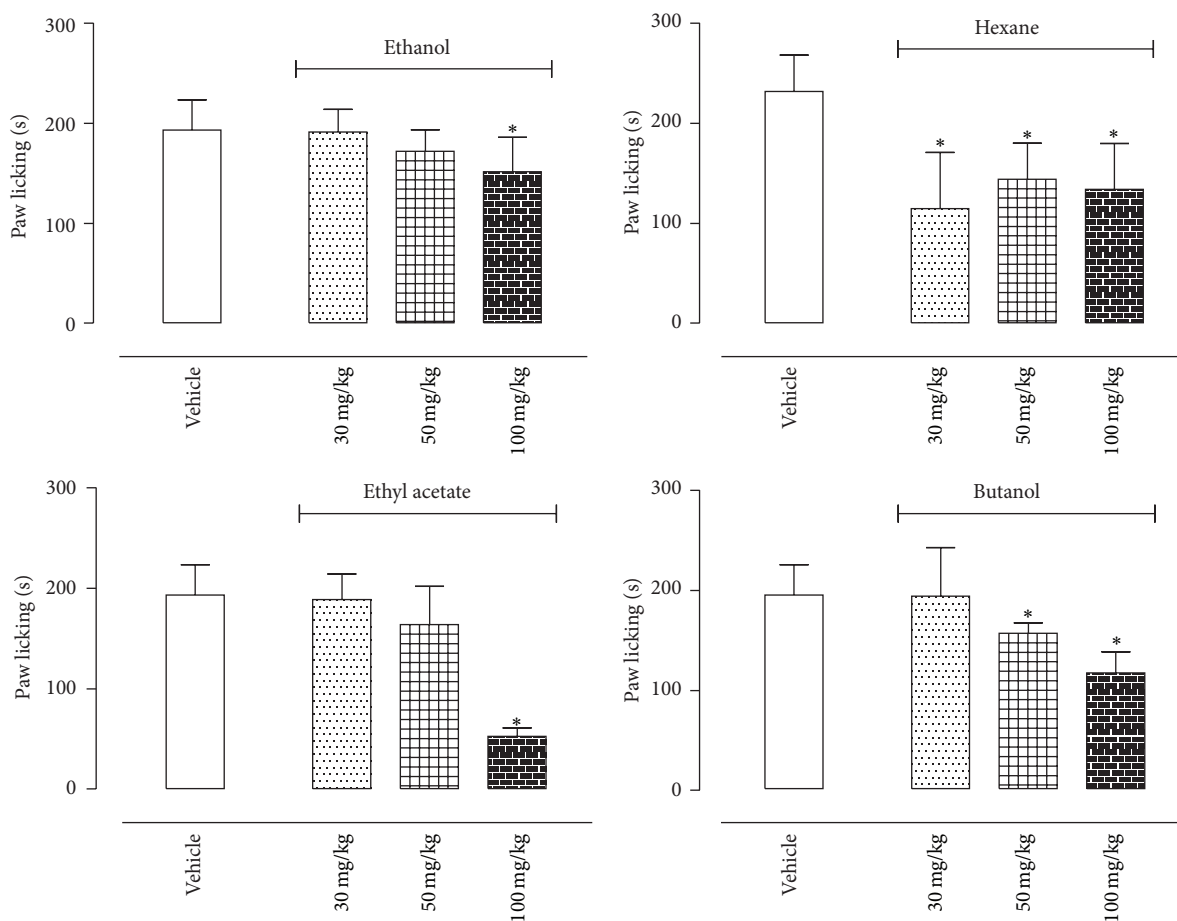 300
Ethanol
200
*
100
0
Paw licking (s)
Vehicle
30 mg/kg
50 mg/kg
100 mg/kg
300
Hexane
200
* * *
100
0
Paw licking (s)
Vehicle
30 mg/kg
50 mg/kg
100 mg/kg
300
Ethyl acetate
200
100
*
0
Paw licking (s)
Vehicle
30 mg/kg
50 mg/kg
100 mg/kg
300
Butanol
200
*
*
100
0
Paw licking (s)
Vehicle
30 mg/kg
50 mg/kg
100 mg/kg